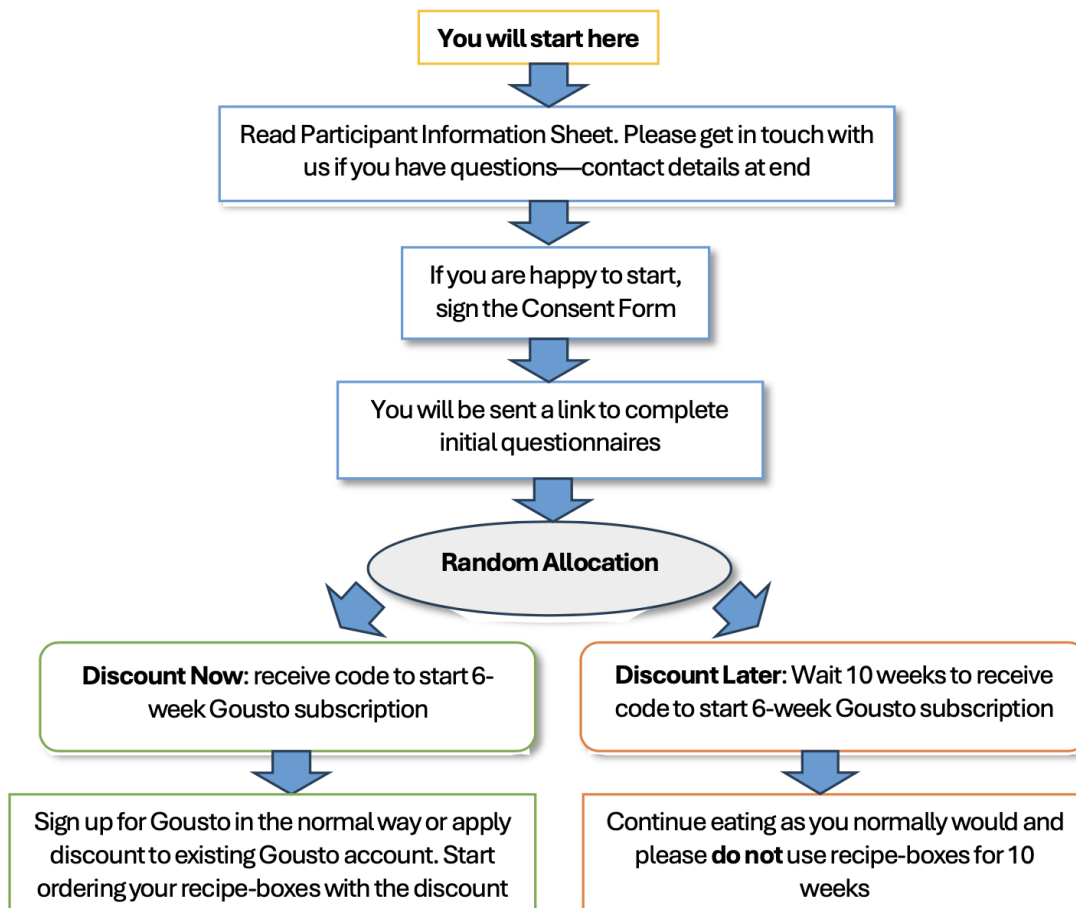 You will start here
Read Participant Information Sheet. Please get in touch with
us if you have questions—contact details at end
If you are happy to start,
sign the Consent Form
You will be sent a link to complete
initial questionnaires
Random Allocation
Discount Now: receive code to start 6-
week Gousto subscription
Discount Later: Wait 10 weeks to receive
code to start 6-week Gousto subscription
Sign up for Gousto in the normal way or apply
discount to existing Gousto account. Start
ordering your recipe-boxes with the discount
Continue eating as you normally would and
please do not use recipe-boxes for 10
weeks